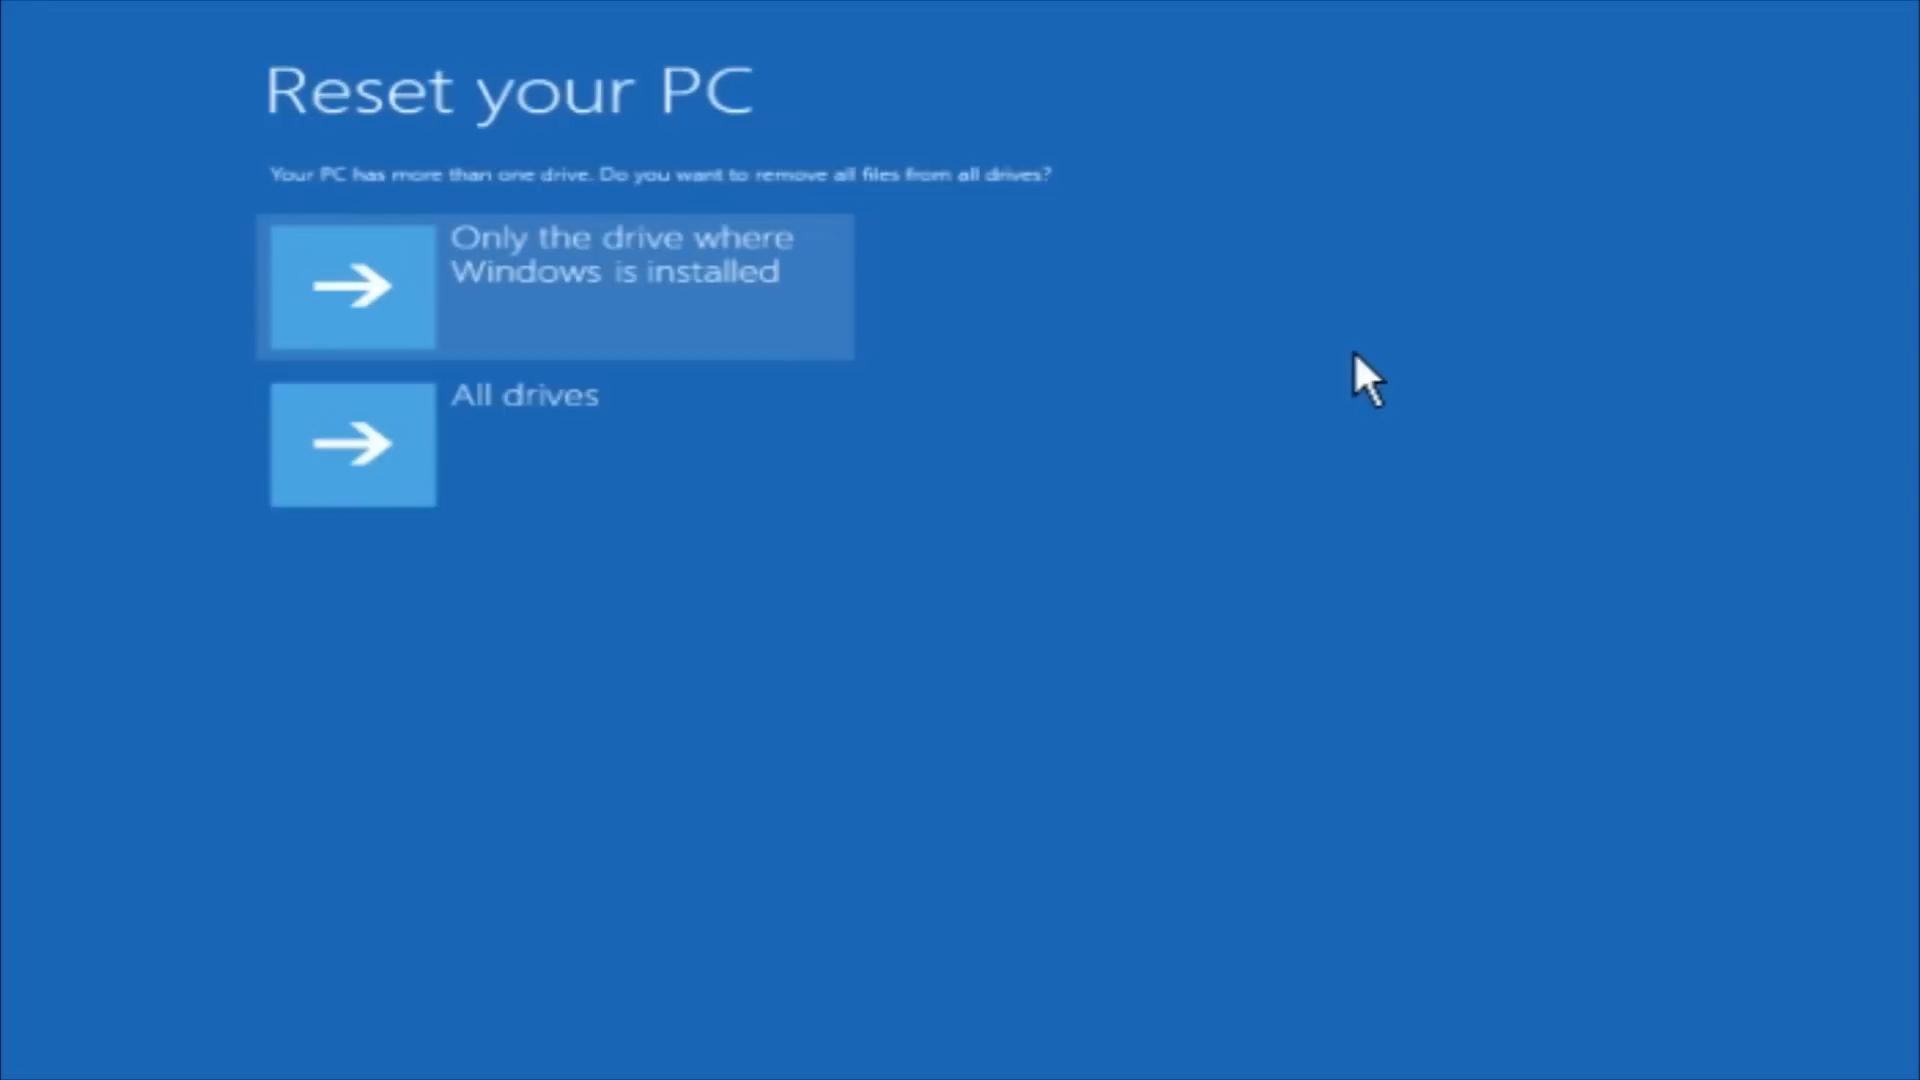 Reset your PC
Your PC has more than one drive. Do you want to remove all files from all drives?
Only the drive where
Windows is installed
All drives